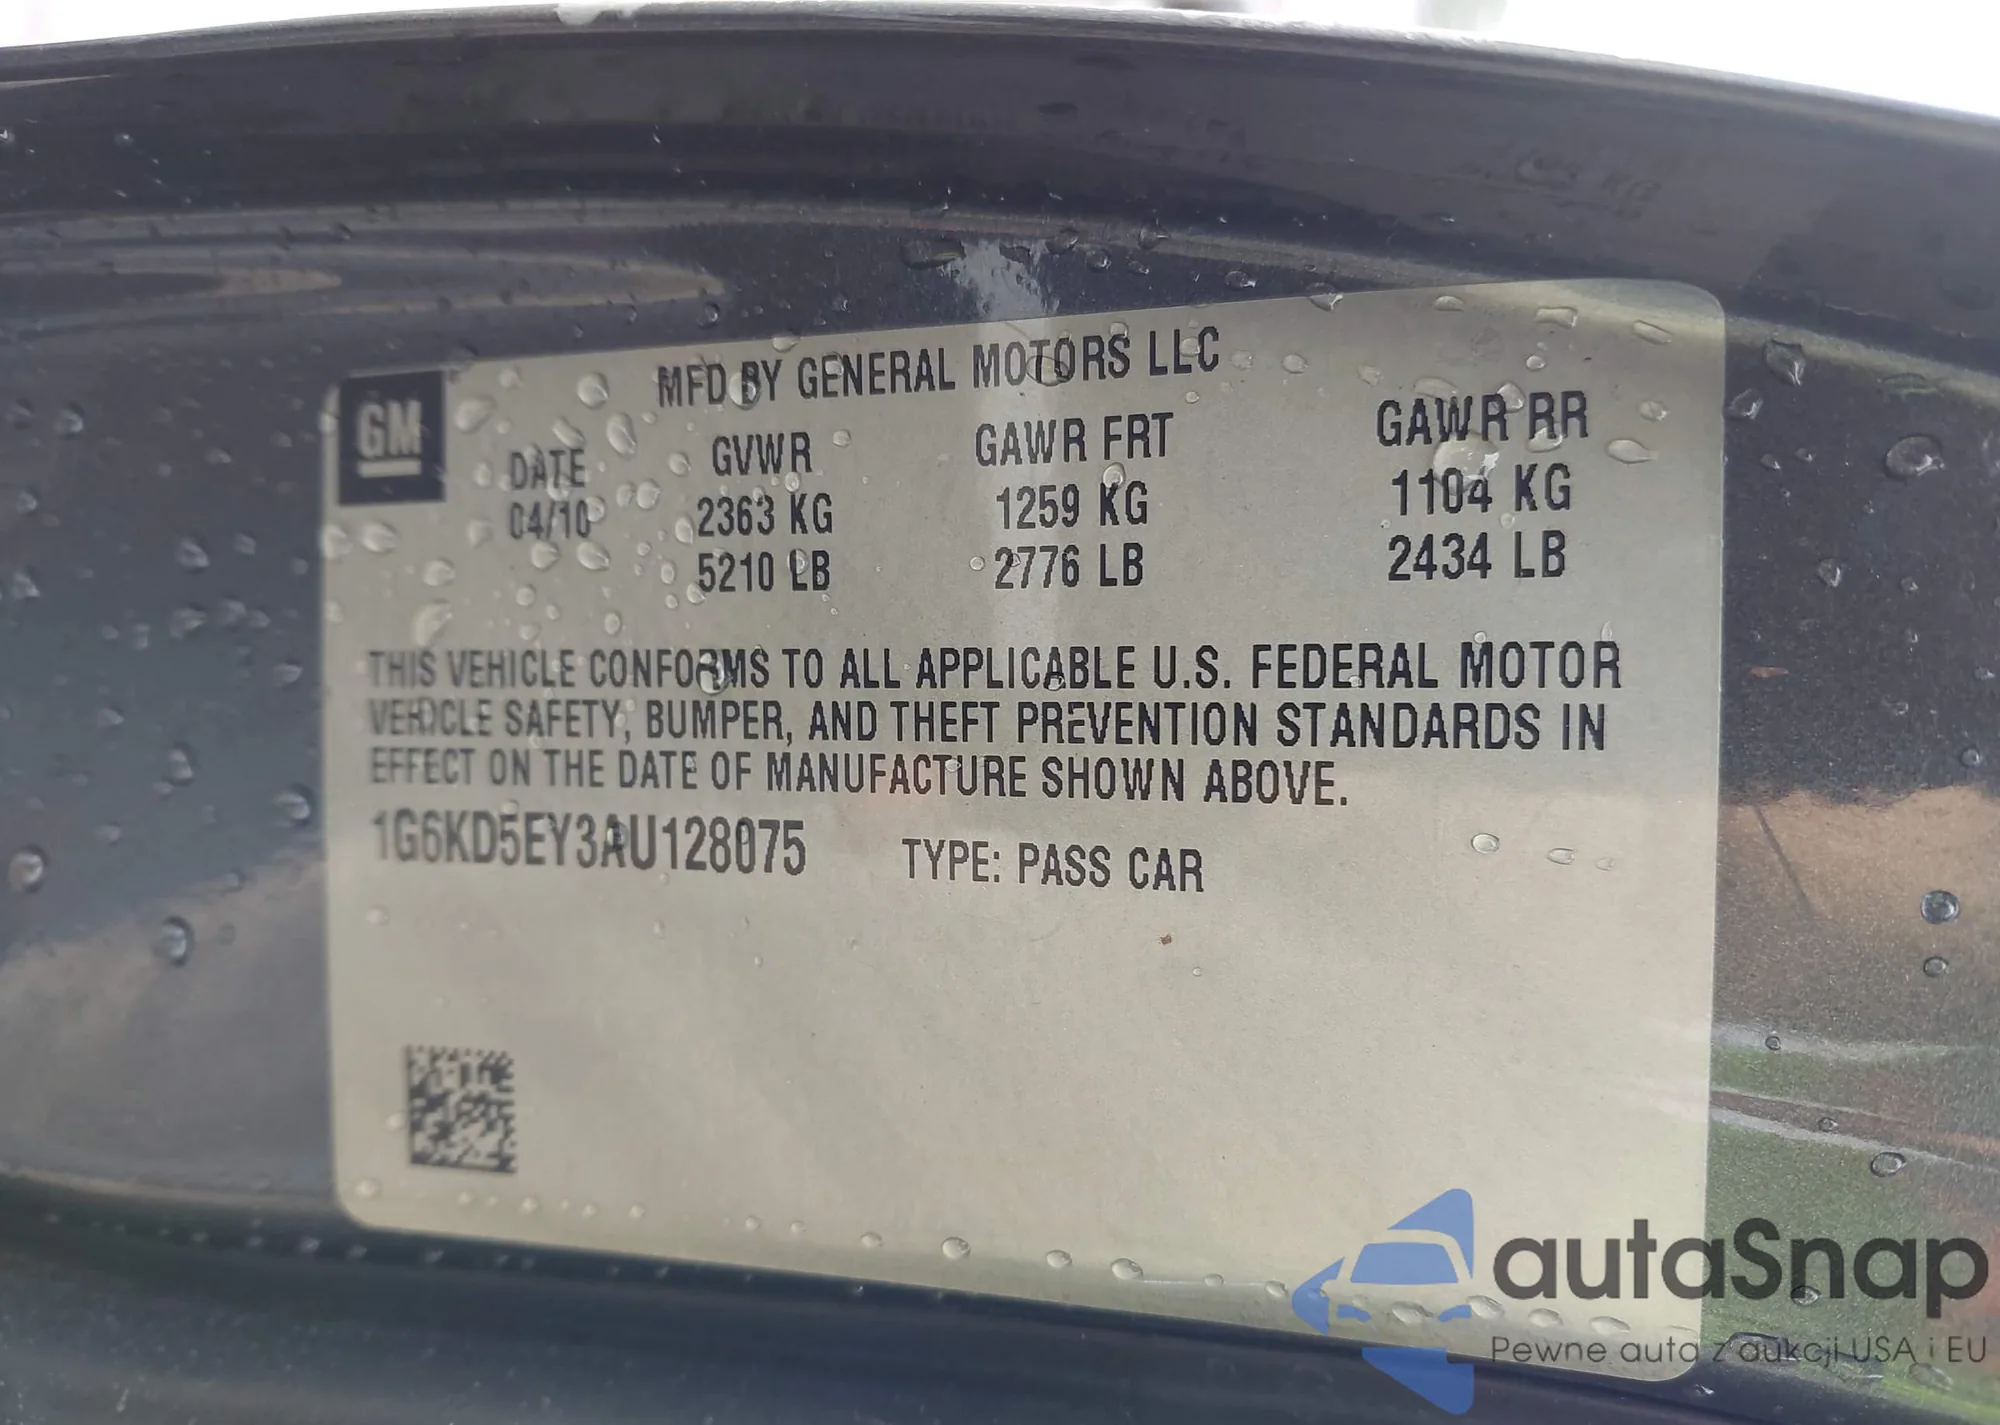 MFD BY GENERAL MOTORS LLC
GM
DATE GVWR GAWR FRT GAWR RR
04/10 2363 KG 1259 KG 1104 KG
5210 LB 2776 LB 2434 LB
THIS VEHICLE CONFORMS TO ALL APPLICABLE U.S. FEDERAL MOTOR
VEHICLE SAFETY, BUMPER, AND THEFT PREVENTION STANDARDS IN
EFFECT ON THE DATE OF MANUFACTURE SHOWN ABOVE.
1G6KD5EY3AU128075 TYPE: PASS CAR
autaSnap
Pewne auta z aukcji USA i EU